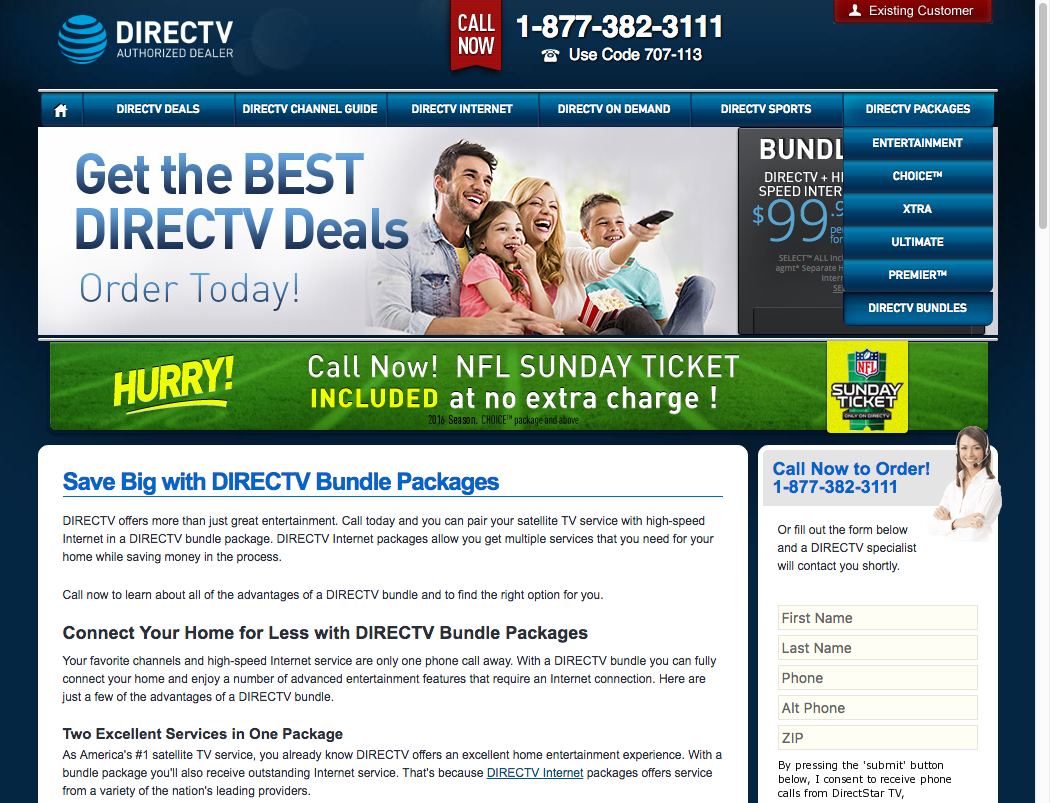 DIRECTV
AUTHORIZED DEALER
CALL
NOW
1-877-382-3111
Use Code 707-113
Existing Customer
DIRECTV DEALS
DIRECTV CHANNEL GUIDE
DIRECTV INTERNET
DIRECTV ON DEMAND
DIRECTV SPORTS
DIRECTV PACKAGES
ENTERTAINMENT
CHOICE™
XTRA
ULTIMATE
PREMIER™
DIRECTV BUNDLES
Get the BEST
DIRECTV Deals
Order Today!
BUNDL
DIRECTV + HI
SPEED INTER
$99.9
per
for
SELECT™ ALL Incl
agmt* Separate H
Intern
SE
HURRY!
Call Now! NFL SUNDAY TICKET
INCLUDED at no extra charge !
2016 Season. CHOICE™ package and above
NFL
SUNDAY
TICKET
ONLY ON DIRECTV
Save Big with DIRECTV Bundle Packages
DIRECTV offers more than just great entertainment. Call today and you can pair your satellite TV service with high-speed
Internet in a DIRECTV bundle package. DIRECTV Internet packages allow you get multiple services that you need for your
home while saving money in the process.
Call now to learn about all of the advantages of a DIRECTV bundle and to find the right option for you.
Connect Your Home for Less with DIRECTV Bundle Packages
Your favorite channels and high-speed Internet service are only one phone call away. With a DIRECTV bundle you can fully
connect your home and enjoy a number of advanced entertainment features that require an Internet connection. Here are
just a few of the advantages of a DIRECTV bundle.
Two Excellent Services in One Package
As America's #1 satellite TV service, you already know DIRECTV offers an excellent home entertainment experience. With a
bundle package you'll also receive outstanding Internet service. That's because DIRECTV Internet packages offers service
from a variety of the nation's leading providers.
Call Now to Order!
1-877-382-3111
Or fill out the form below
and a DIRECTV specialist
will contact you shortly.
First Name
Last Name
Phone
Alt Phone
ZIP
By pressing the 'submit' button
below, I consent to receive phone
calls from DirectStar TV,